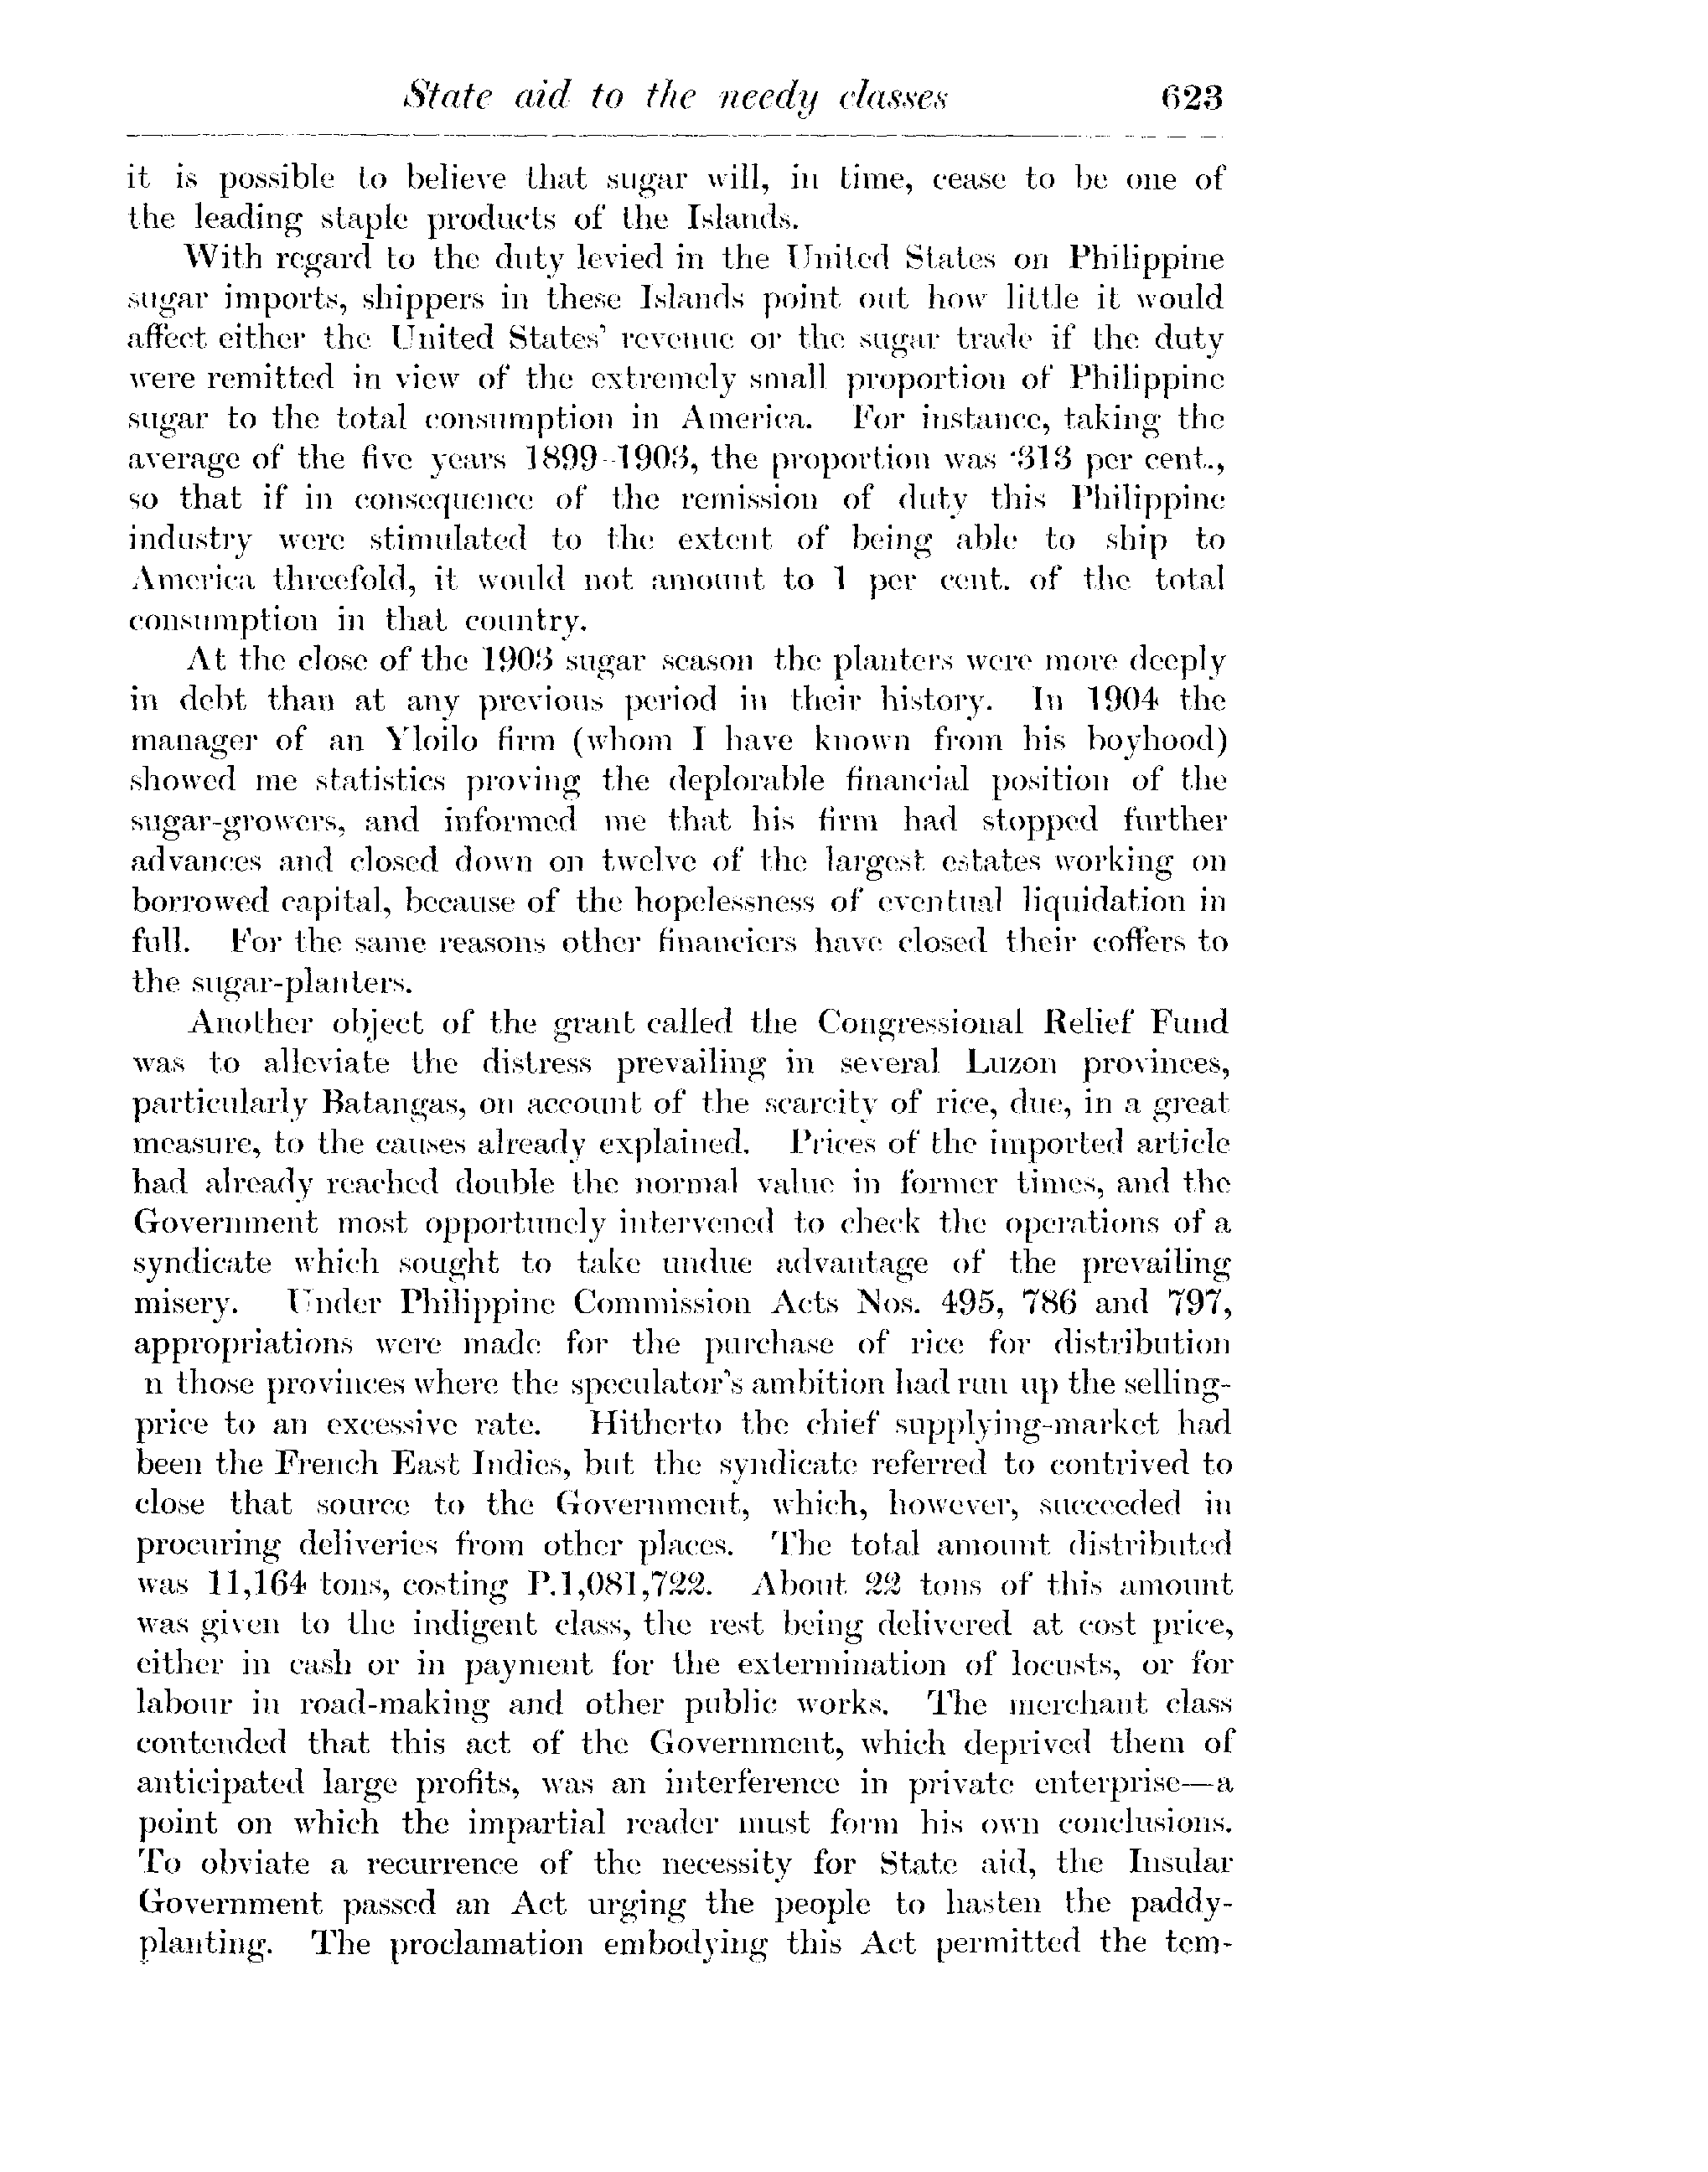 State aid to the needy classes 623
it is possible to believe that sugar will, in time, cease to be one of
the leading staple products of the Islands.
With regard to the duty levied in the United States on Philippine
sugar imports, shippers in these Islands point out how little it would
affect either the United States' revenue or the sugar trade if the duty
were remitted in view of the extremely small proportion of Philippine
sugar to the total consumption in America. For instance, taking the
average of the five years 1899-1903, the proportion was ·313 per cent.,
so that if in consequence of the remission of duty this Philippine
industry were stimulated to the extent of being able to ship to
America threefold, it would not amount to 1 per cent. of the total
consumption in that country.
At the close of the 1903 sugar season the planters were more deeply
in debt than at any previous period in their history. In 1904 the
manager of an Yloilo firm (whom I have known from his boyhood)
showed me statistics proving the deplorable financial position of the
sugar-growers, and informed me that his firm had stopped further
advances and closed down on twelve of the largest estates working on
borrowed capital, because of the hopelessness of eventual liquidation in
full. For the same reasons other financiers have closed their coffers to
the sugar-planters.
Another object of the grant called the Congressional Relief Fund
was to alleviate the distress prevailing in several Luzon provinces,
particularly Batangas, on account of the scarcity of rice, due, in a great
measure, to the causes already explained. Prices of the imported article
had already reached double the normal value in former times, and the
Government most opportunely intervened to check the operations of a
syndicate which sought to take undue advantage of the prevailing
misery. Under Philippine Commission Acts Nos. 495, 786 and 797,
appropriations were made for the purchase of rice for distribution
n those provinces where the speculator's ambition had run up the selling-
price to an excessive rate. Hitherto the chief supplying-market had
been the French East Indies, but the syndicate referred to contrived to
close that source to the Government, which, however, succeeded in
procuring deliveries from other places. The total amount distributed
was 11,164 tons, costing P.1,081,722. About 22 tons of this amount
was given to the indigent class, the rest being delivered at cost price,
either in cash or in payment for the extermination of locusts, or for
labour in road-making and other public works. The merchant class
contended that this act of the Government, which deprived them of
anticipated large profits, was an interference in private enterprise—a
point on which the impartial reader must form his own conclusions.
To obviate a recurrence of the necessity for State aid, the Insular
Government passed an Act urging the people to hasten the paddy-
planting. The proclamation embodying this Act permitted the tem-